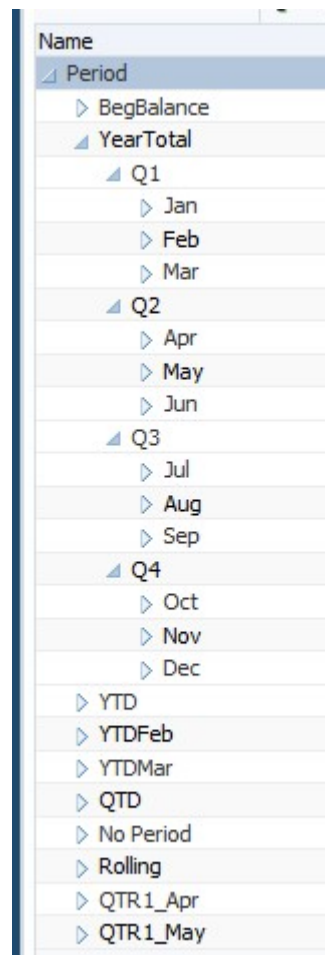 Name
Period
BegBalance
YearTotal
Q1
Jan
Feb
Mar
Q2
Apr
May
Jun
Q3
Jul
Aug
Sep
Q4
Oct
Nov
Dec
YTD
YTDFeb
YTDMar
QTD
No Period
Rolling
QTR1_Apr
QTR1_May